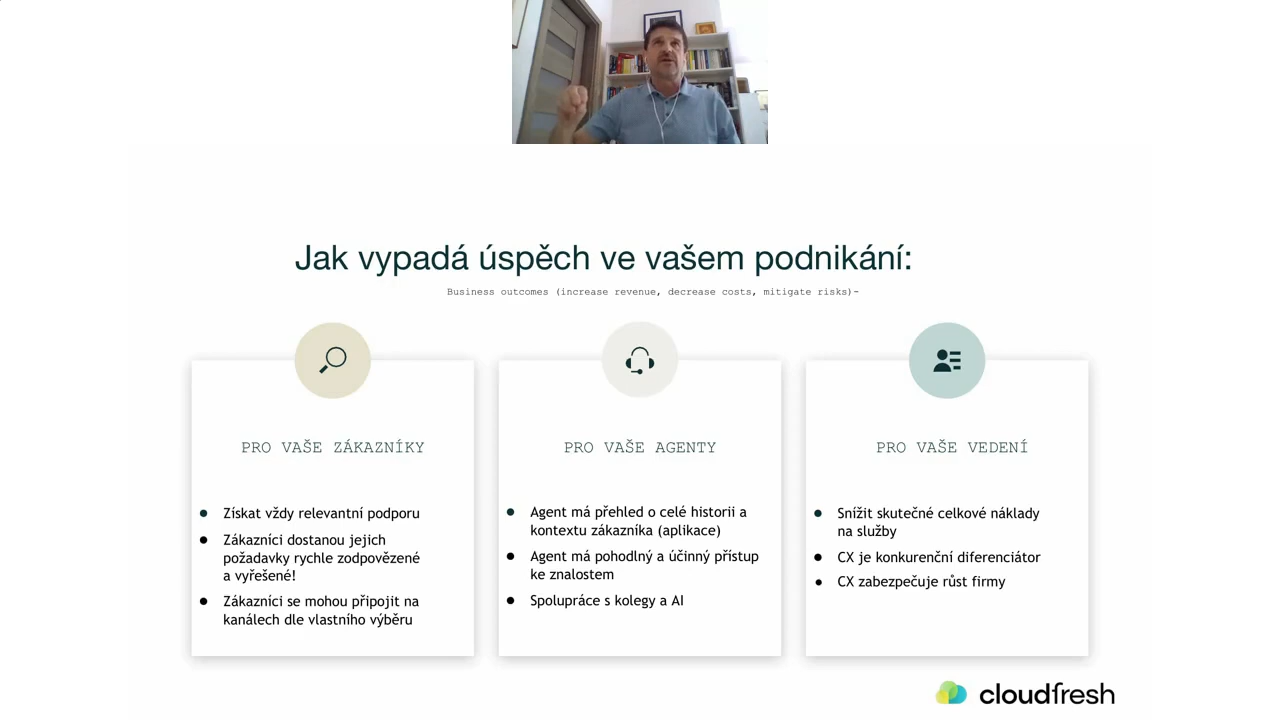 Jak vypadá úspěch ve vašem podnikání:
Business outcomes (increase revenue, decrease costs, mitigate risks)-
PRO VAŠE ZÁKAZNÍKY
Získat vždy relevantní podporu
Zákazníci dostanou jejich
požadavky rychle zodpovězené
a vyřešené!
Zákazníci se mohou připojit na
kanálech dle vlastního výběru
PRO VAŠE AGENTY
Agent má přehled o celé historii a
kontextu zákazníka (aplikace)
Agent má pohodlný a účinný přístup
ke znalostem
Spolupráce s kolegy a AI
PRO VAŠE VEDENÍ
Snížit skutečné celkové náklady
na služby
CX je konkurenční diferenciátor
CX zabezpečuje růst firmy
cloudfresh